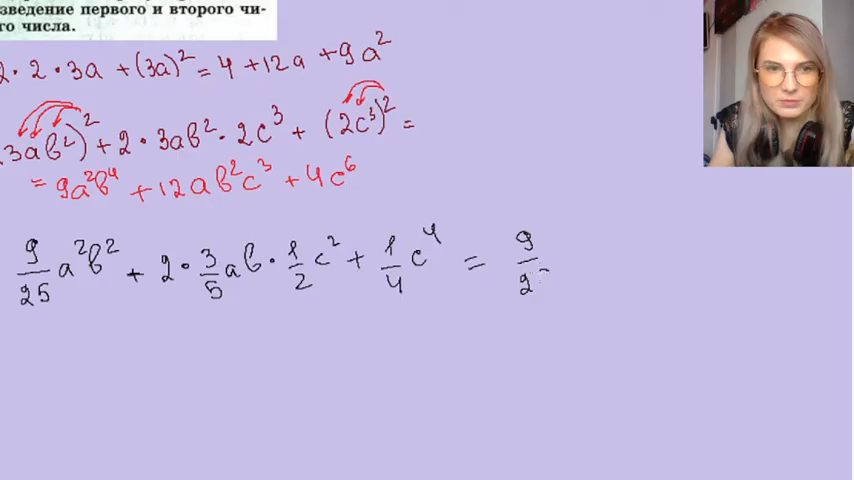 зведение первого и второго чи-
го числа.
2 · 2 · 3a + (3a)² = 4 + 12a + 9a²
3ab²)² + 2 · 3ab² · 2c³ + (2c³)² =
= 9a²b⁴ + 12ab²c³ + 4c⁶
9/25 a²b² + 2 · 3/5 ab · 1/2 c² + 1/4 c⁴ = 9/2